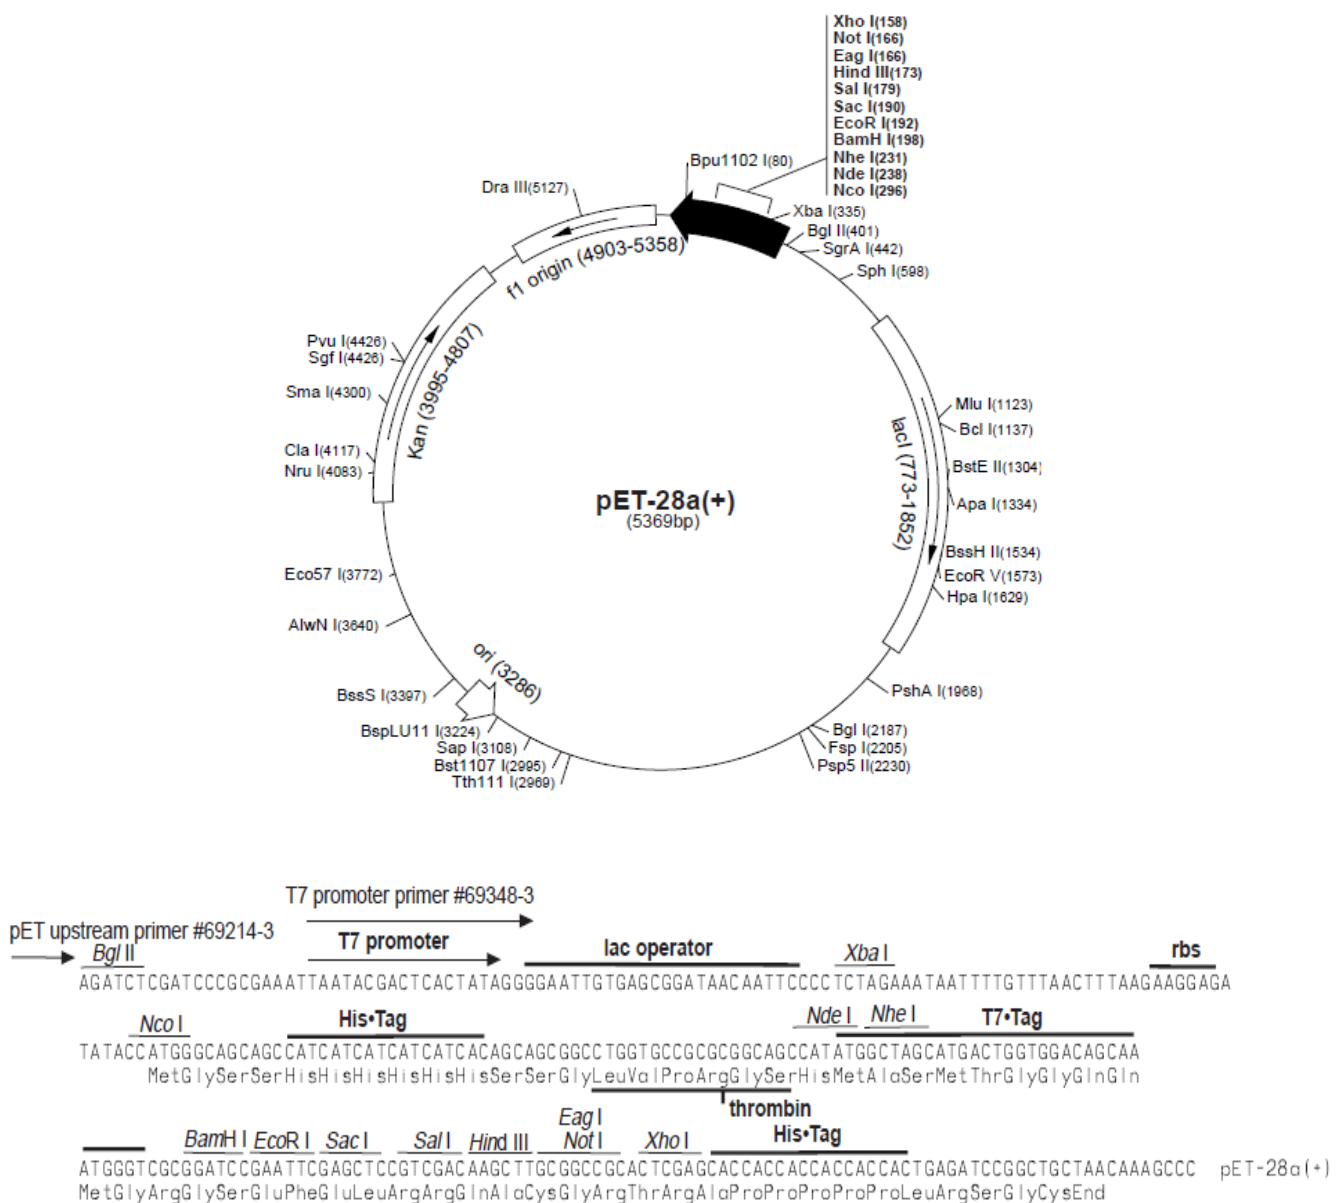 Xho I(158)
Not I(166)
Eag I(166)
Hind III(173)
Sal I(179)
Sac I(190)
EcoR I(192)
BamH I(198)
Nhe I(231)
Nde I(238)
Nco I(296)
Bpu1102 I(80)
Dra III(5127)
Xba I(335)
Bgl II(401)
SgrA I(442)
Sph I(598)
f1 origin (4903-5358)
Pvu I(4426)
Sgf I(4426)
Sma I(4300)
Kan (3995-4807)
Cla I(4117)
Nru I(4083)
Mlu I(1123)
Bcl I(1137)
lacI (773-1852)
BstE II(1304)
Apa I(1334)
pET-28a(+)
(5369bp)
BssH II(1534)
EcoR V(1573)
Hpa I(1629)
Eco57 I(3772)
AlwN I(3640)
ori (3286)
BssS I(3397)
PshA I(1968)
BspLU11 I(3224)
Sap I(3108)
Bst1107 I(2995)
Tth111 I(2969)
Bgl I(2187)
Fsp I(2205)
Psp5 II(2230)
T7 promoter primer #69348-3
pET upstream primer #69214-3
Bgl II T7 promoter lac operator Xba I rbs
AGATCTCGATCCCGCGAAATTAATACGACTCACTATAGGGGAATTGTGAGCGGATAACAATTCCCCTCTAGAAATAATTTTGTTTAACTTTAAGAAGGAGA
Nco I His•Tag Nde I Nhe I T7•Tag
TATACCATGGGCAGCAGCCATCATCATCATCATCACAGCAGCGGCCTGGTGCCGCGCGGCAGCCATATGGCTAGCATGACTGGTGGACAGCAA
MetGlySerSerHisHisHisHisHisHisSerSerGlyLeuValProArgGlySerHisMetAlaSerMetThrGlyGlyGlnGln
thrombin
BamH I EcoR I Sac I Sal I Hind III Eag I Not I Xho I His•Tag
ATGGGTCGCGGATCCGAATTCGAGCTCCGTCGACAAGCTTGCGGCCGCACTCGAGCACCACCACCACCACCACTGAGATCCGGCTGCTAACAAAGCCC pET-28a(+)
MetGlyArgGlySerGluPheGluLeuArgArgGlnAlaCysGlyArgThrArgAlaProProProProProLeuArgSerGlyCysEnd